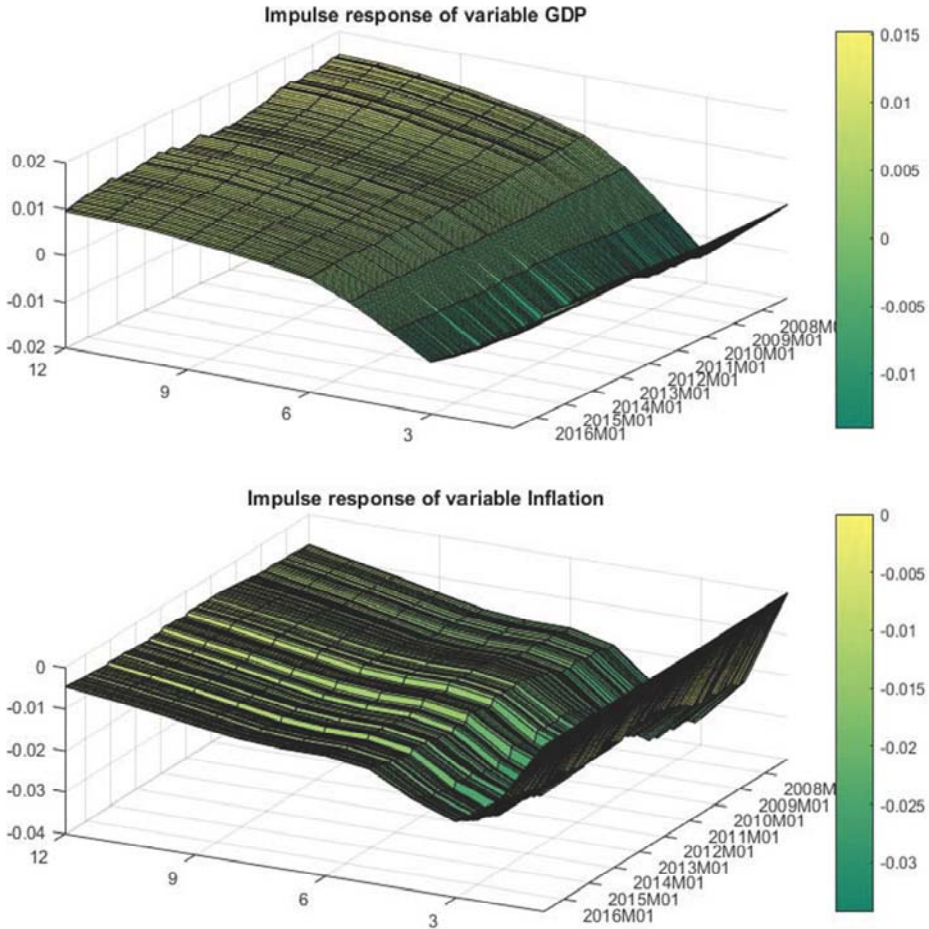 Impulse response of variable GDP
0.02
0.01
0
-0.01
-0.02
12
9
6
3
2016M01
2015M01
2014M01
2013M01
2012M01
2011M01
2010M01
2009M01
2008M0
0.015
0.01
0.005
0
-0.005
-0.01
Impulse response of variable Inflation
0
-0.01
-0.02
-0.03
-0.04
12
9
6
3
2016M01
2015M01
2014M01
2013M01
2012M01
2011M01
2010M01
2009M01
2008M
0
-0.005
-0.01
-0.015
-0.02
-0.025
-0.03